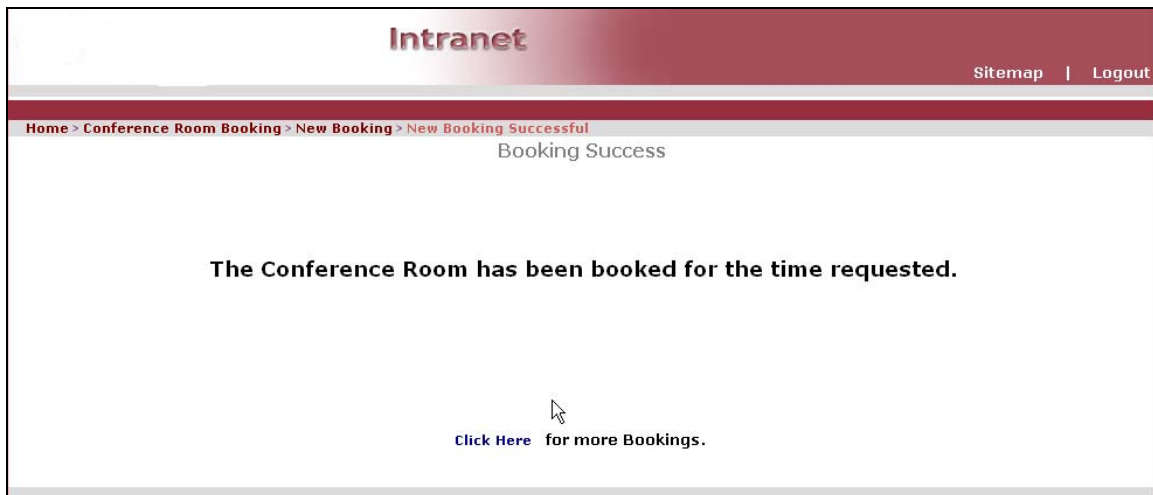 Intranet
Sitemap | Logout
Home > Conference Room Booking > New Booking > New Booking Successful
Booking Success
The Conference Room has been booked for the time requested.
Click Here for more Bookings.